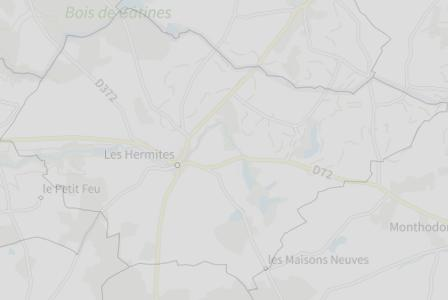 Bois de Gâtines
D372
Les Hermites
D72
le Petit Feu
Monthodon
les Maisons Neuves